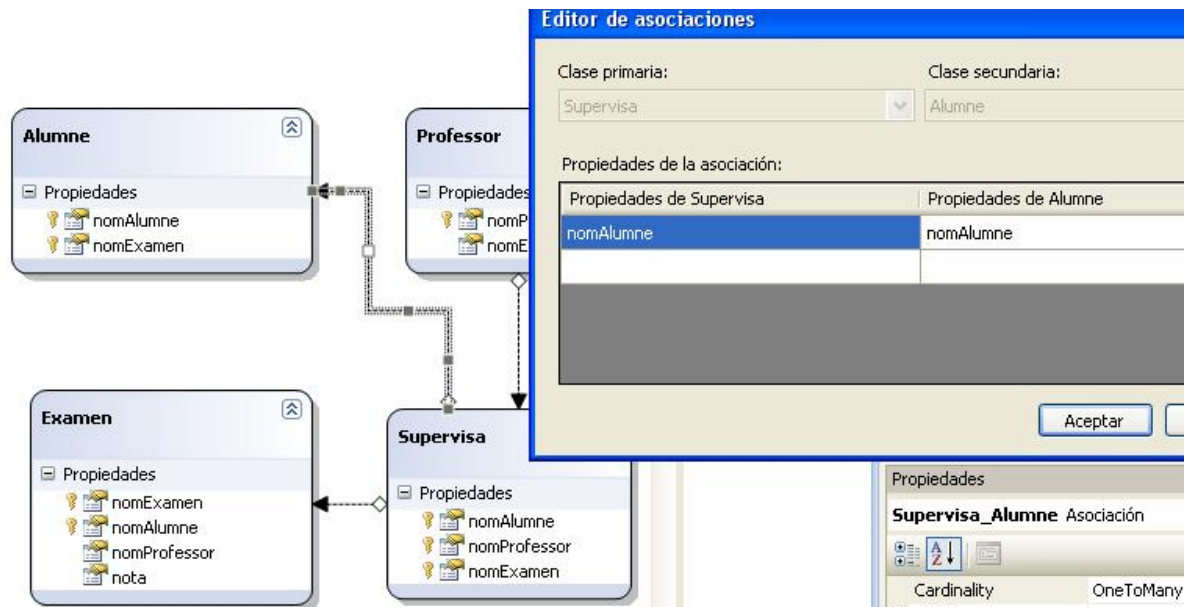 Editor de asociaciones
Clase primaria:
Clase secundaria:
Supervisa
Alumne
Propiedades de la asociación:
Propiedades de Supervisa
Propiedades de Alumne
nomAlumne
nomAlumne
Aceptar
Alumne
Propiedades
nomAlumne
nomExamen
Professor
Propiedades
nomP
nomE
Examen
Propiedades
nomExamen
nomAlumne
nomProfessor
nota
Supervisa
Propiedades
nomAlumne
nomProfessor
nomExamen
Propiedades
Supervisa_Alumne Asociación
Cardinality OneToMany